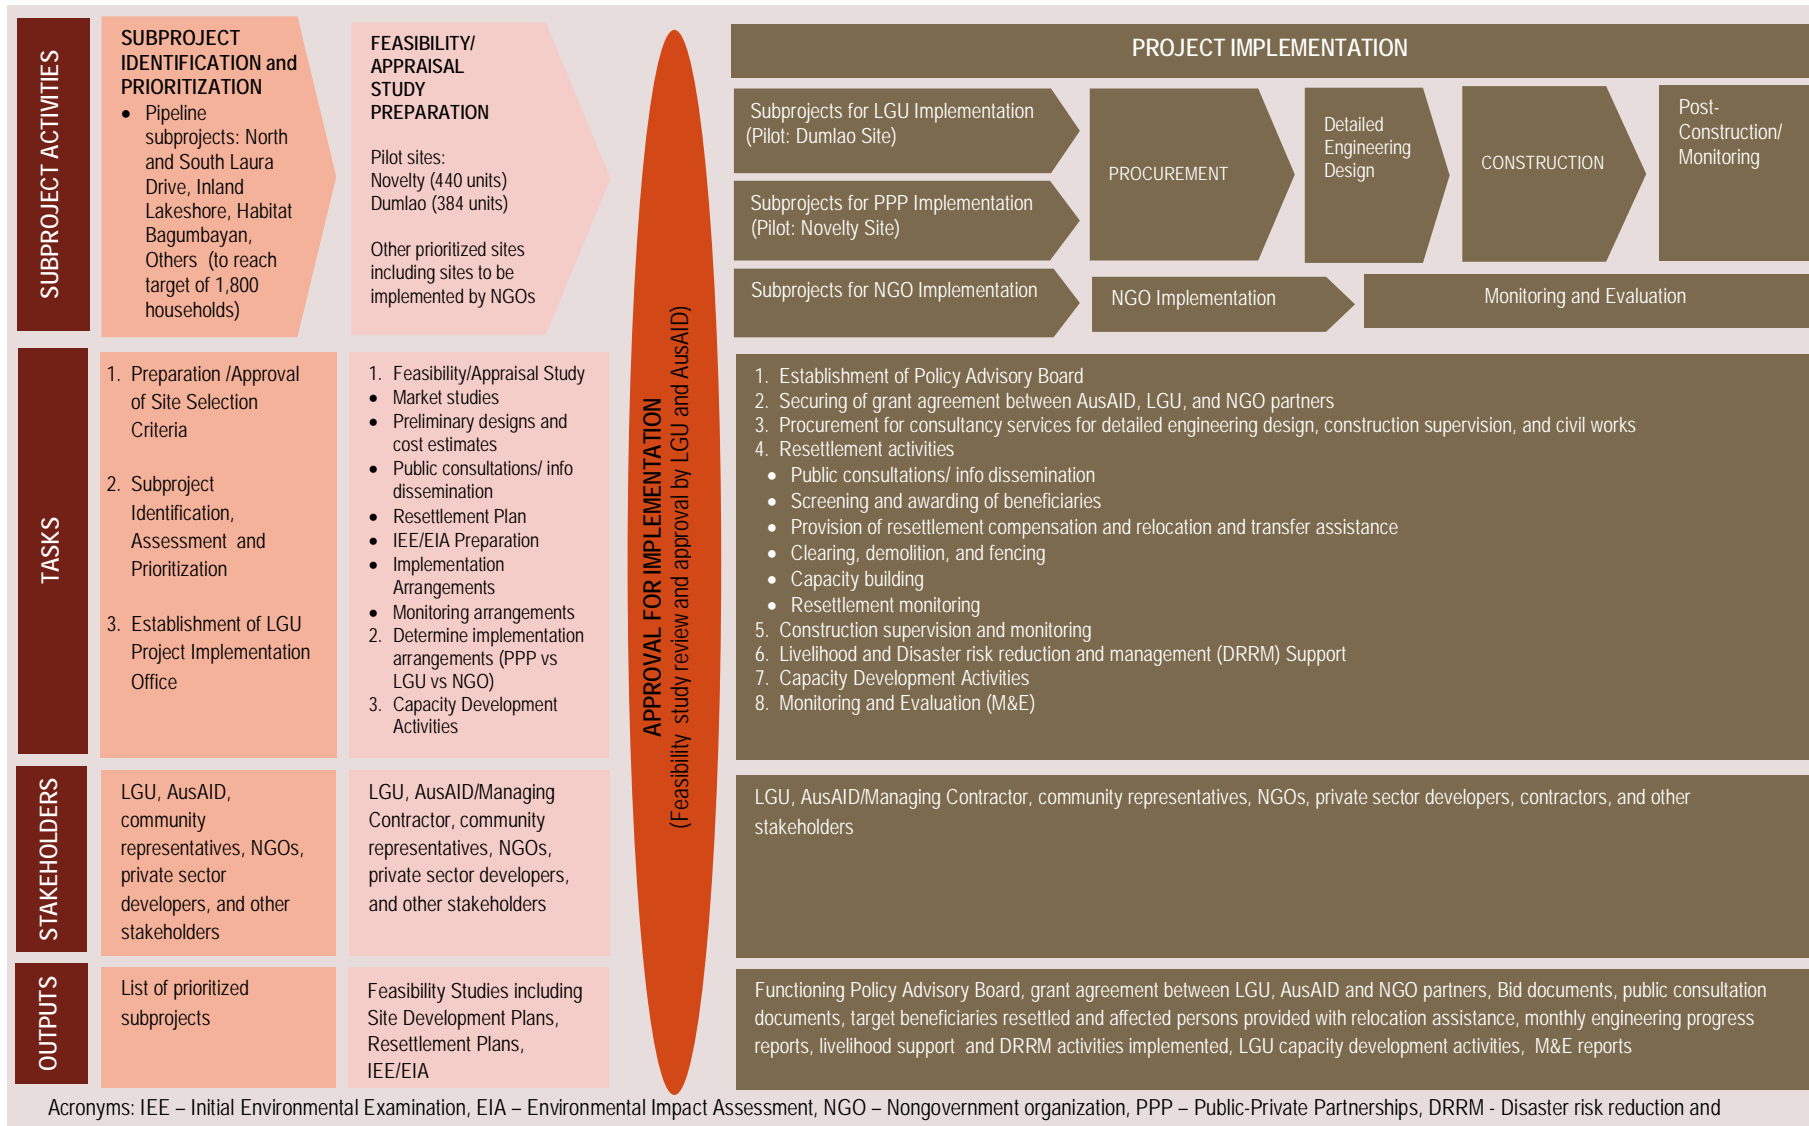 SUBPROJECT ACTIVITIES
SUBPROJECT
IDENTIFICATION and
PRIORITIZATION
• Pipeline
subprojects: North
and South Laura
Drive, Inland
Lakeshore, Habitat
Bagumbayan,
Others (to reach
target of 1,800
households)
FEASIBILITY/
APPRAISAL
STUDY
PREPARATION
Pilot sites:
Novelty (440 units)
Dumlao (384 units)
Other prioritized sites
including sites to be
implemented by NGOs
APPROVAL FOR IMPLEMENTATION
(Feasibility study review and approval by LGU and AusAID)
PROJECT IMPLEMENTATION
Subprojects for LGU Implementation
(Pilot: Dumlao Site)
Subprojects for PPP Implementation
(Pilot: Novelty Site)
PROCUREMENT
Detailed
Engineering
Design
CONSTRUCTION
Post-
Construction/
Monitoring
Subprojects for NGO Implementation
NGO Implementation
Monitoring and Evaluation
TASKS
1. Preparation /Approval
of Site Selection
Criteria
2. Subproject
Identification,
Assessment and
Prioritization
3. Establishment of LGU
Project Implementation
Office
1. Feasibility/Appraisal Study
• Market studies
• Preliminary designs and
cost estimates
• Public consultations/ info
dissemination
• Resettlement Plan
• IEE/EIA Preparation
• Implementation
Arrangements
• Monitoring arrangements
2. Determine implementation
arrangements (PPP vs
LGU vs NGO)
3. Capacity Development
Activities
1. Establishment of Policy Advisory Board
2. Securing of grant agreement between AusAID, LGU, and NGO partners
3. Procurement for consultancy services for detailed engineering design, construction supervision, and civil works
4. Resettlement activities
• Public consultations/ info dissemination
• Screening and awarding of beneficiaries
• Provision of resettlement compensation and relocation and transfer assistance
• Clearing, demolition, and fencing
• Capacity building
• Resettlement monitoring
5. Construction supervision and monitoring
6. Livelihood and Disaster risk reduction and management (DRRM) Support
7. Capacity Development Activities
8. Monitoring and Evaluation (M&E)
STAKEHOLDERS
LGU, AusAID,
community
representatives, NGOs,
private sector
developers, and other
stakeholders
LGU, AusAID/Managing
Contractor, community
representatives, NGOs,
private sector developers,
and other stakeholders
LGU, AusAID/Managing Contractor, community representatives, NGOs, private sector developers, contractors, and other
stakeholders
OUTPUTS
List of prioritized
subprojects
Feasibility Studies including
Site Development Plans,
Resettlement Plans,
IEE/EIA
Functioning Policy Advisory Board, grant agreement between LGU, AusAID and NGO partners, Bid documents, public consultation
documents, target beneficiaries resettled and affected persons provided with relocation assistance, monthly engineering progress
reports, livelihood support and DRRM activities implemented, LGU capacity development activities, M&E reports
Acronyms: IEE – Initial Environmental Examination, EIA – Environmental Impact Assessment, NGO – Nongovernment organization, PPP – Public-Private Partnerships, DRRM - Disaster risk reduction and